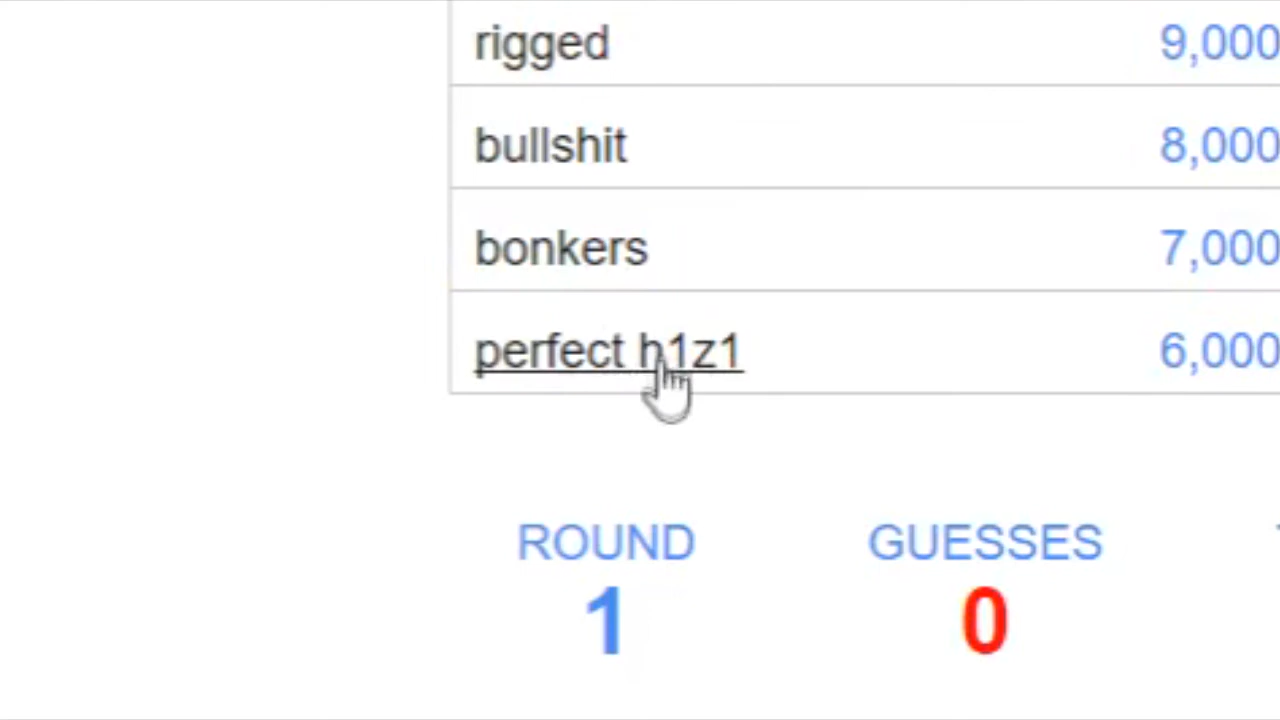 rigged 9,000
bullshit 8,000
bonkers 7,000
perfect h1z1 6,000
ROUND GUESSES
1 0